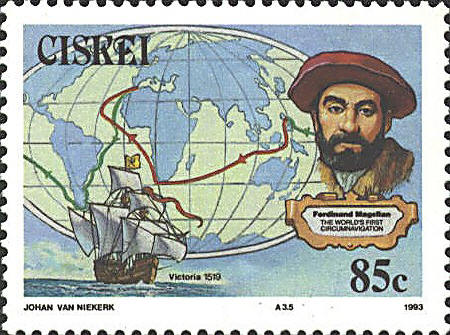 CISKEI
Ferdinand Magellan
THE WORLD'S FIRST
CIRCUMNAVIGATION
Victoria 1519
85c
JOHAN VAN NIEKERK A3.5 1993